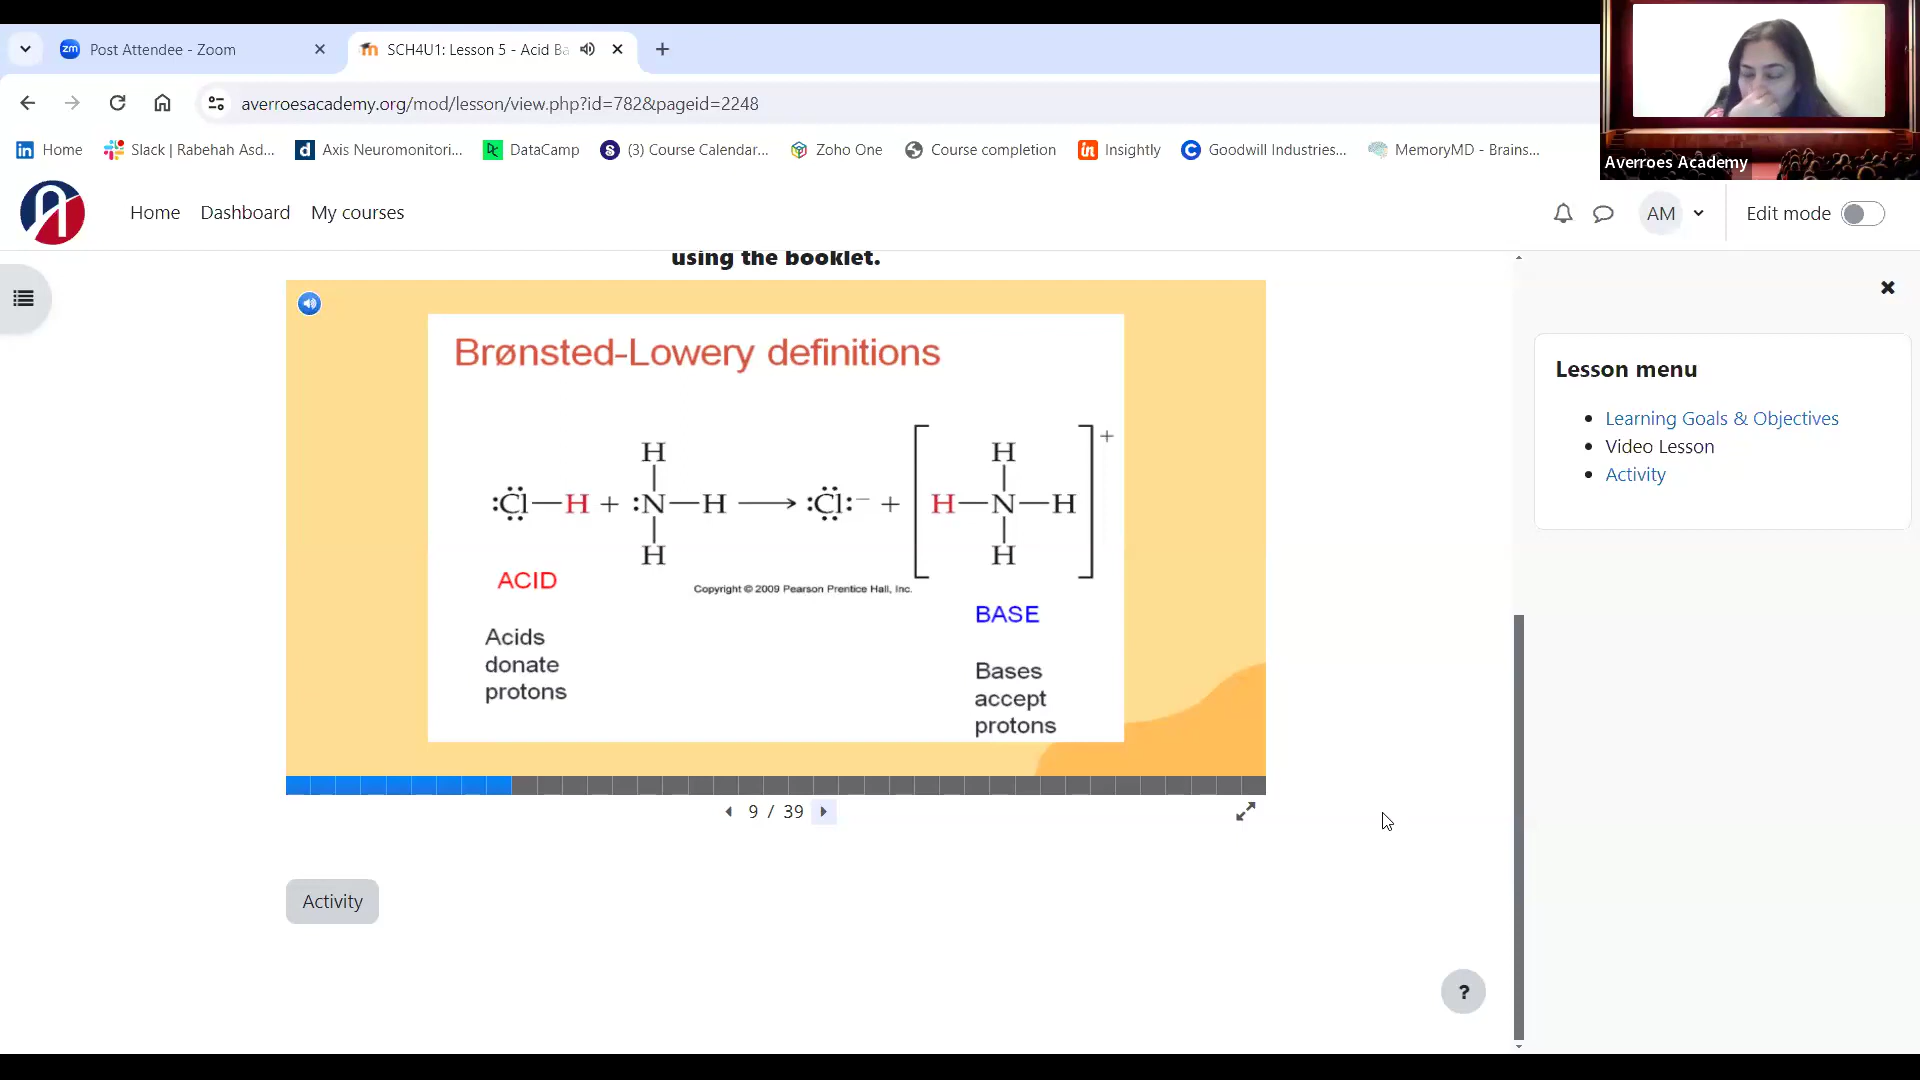 Post Attendee - Zoom
SCH4U1: Lesson 5 - Acid Ba
averroesacademy.org/mod/lesson/view.php?id=782&pageid=2248
Home
Slack | Rabehah Asd...
Axis Neuromonitori...
DataCamp
(3) Course Calendar...
Zoho One
Course completion
Insightly
Goodwill Industries...
MemoryMD - Brains...
Averroes Academy
Home
Dashboard
My courses
AM
Edit mode
using the booklet.
Brønsted-Lowery definitions
H H
:Cl—H + :N—H ⟶ :Cl:⁻ + [H—N—H]+
H H
ACID
Copyright © 2009 Pearson Prentice Hall, Inc.
BASE
Acids
donate
protons
Bases
accept
protons
9 / 39
Activity
Lesson menu
Learning Goals & Objectives
Video Lesson
Activity
?